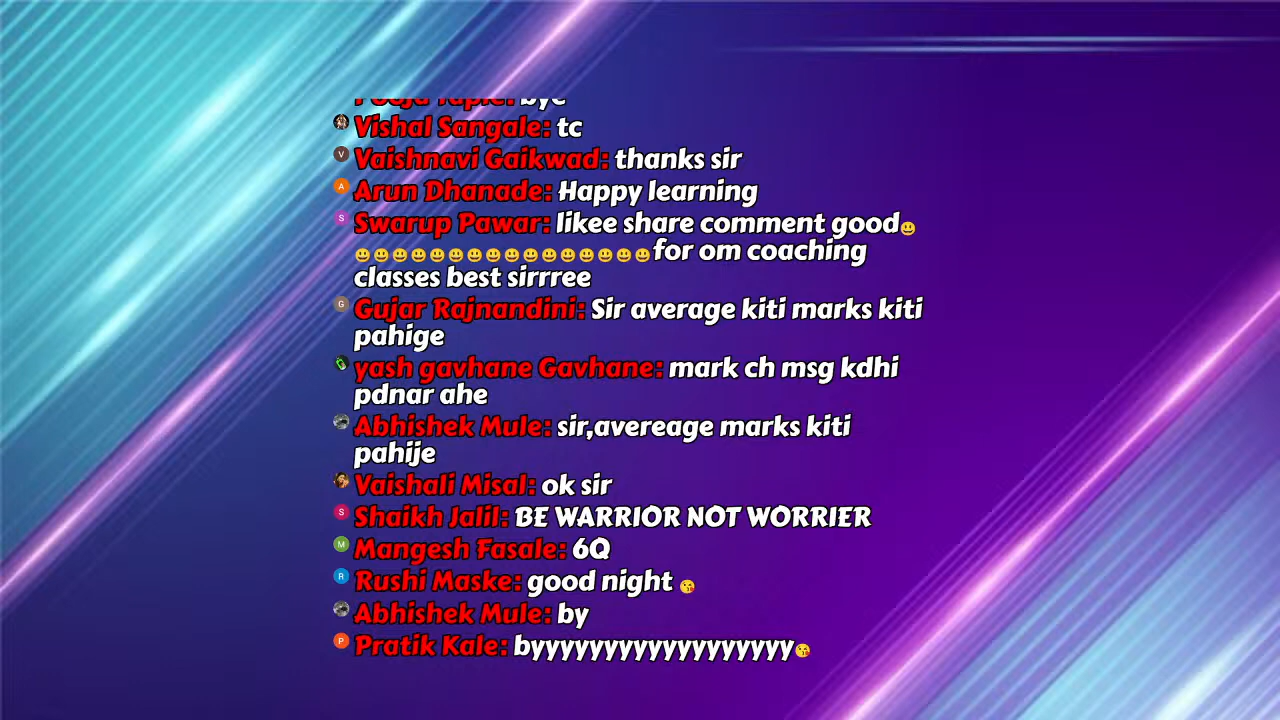 bye
Vishal Sangale: tc
V Vaishnavi Gaikwad: thanks sir
A Arun Dhanade: Happy learning
S Swarup Pawar: likee share comment good😃
😃😃😃😃😃😃😃😃😃😃😃😃😃😃😃😃for om coaching
classes best sirrree
G Gujar Rajnandini: Sir average kiti marks kiti
pahige
yash gavhane Gavhane: mark ch msg kdhi
pdnar ahe
Abhishek Mule: sir,avereage marks kiti
pahije
Vaishali Misal: ok sir
S Shaikh Jalil: BE WARRIOR NOT WORRIER
M Mangesh Fasale: 6Q
R Rushi Maske: good night 😘
Abhishek Mule: by
P Pratik Kale: byyyyyyyyyyyyyyyyyy😘